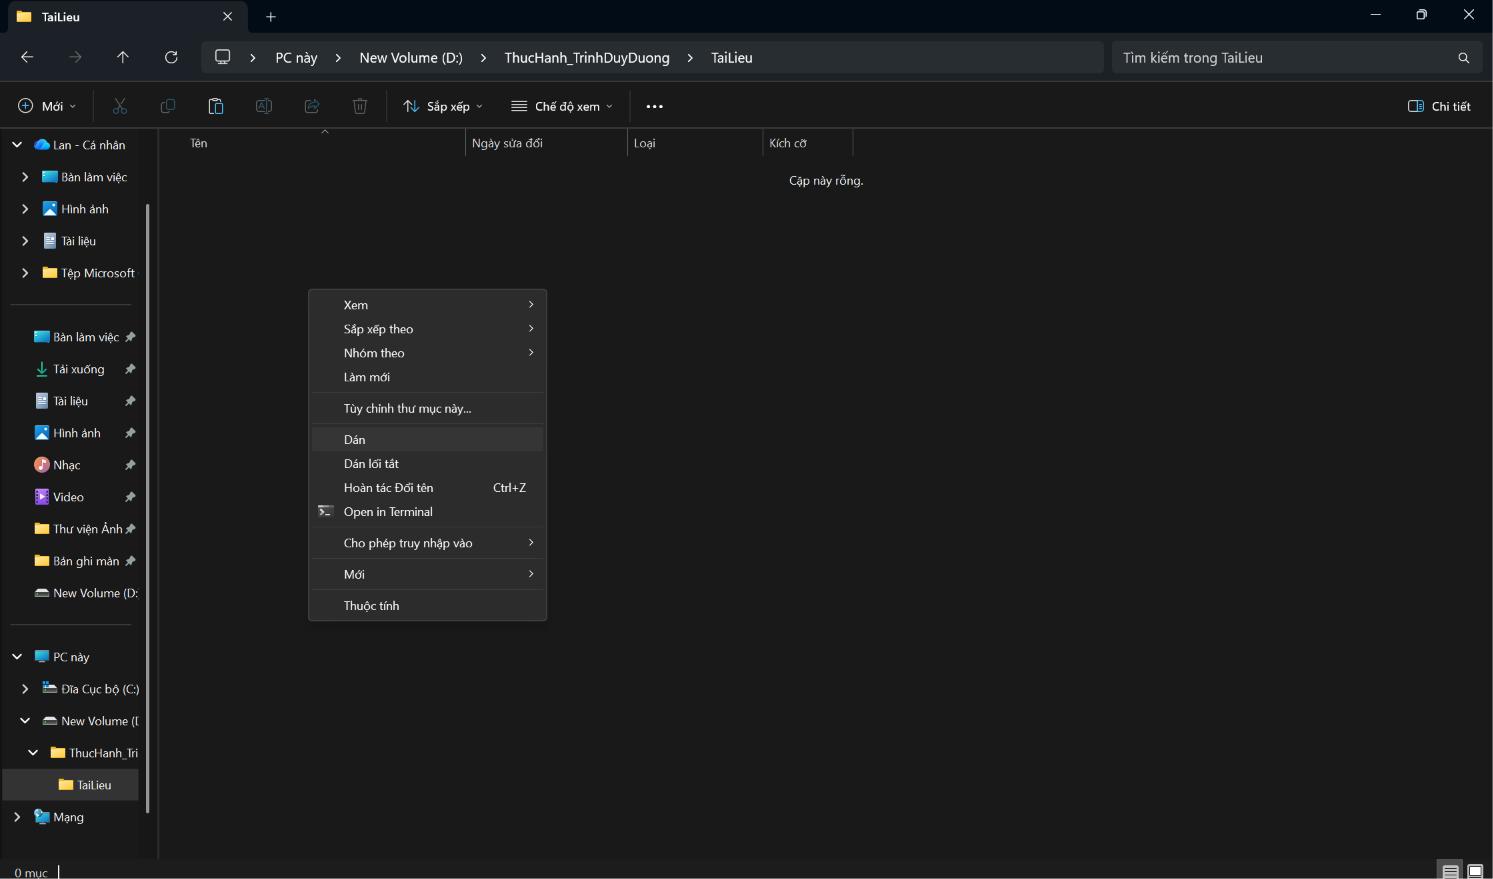 TaiLieu
PC này
New Volume (D:)
ThucHanh_TrinhDuyDuong
TaiLieu
Tìm kiếm trong TaiLieu
Mới
Sắp xếp
Chế độ xem
Chi tiết
Tên
Ngày sửa đổi
Loại
Kích cỡ
Cặp này rỗng.
Lan - Cá nhân
Bàn làm việc
Hình ảnh
Tài liệu
Tệp Microsoft
Bàn làm việc
Tải xuống
Tài liệu
Hình ảnh
Nhạc
Video
Thư viện Ảnh
Bản ghi màn
New Volume (D:
PC này
Đĩa Cục bộ (C:)
New Volume (D
ThucHanh_Tri
TaiLieu
Mạng
Xem
Sắp xếp theo
Nhóm theo
Làm mới
Tùy chỉnh thư mục này...
Dán
Dán lối tắt
Hoàn tác Đổi tên Ctrl+Z
Open in Terminal
Cho phép truy nhập vào
Mới
Thuộc tính
0 mục